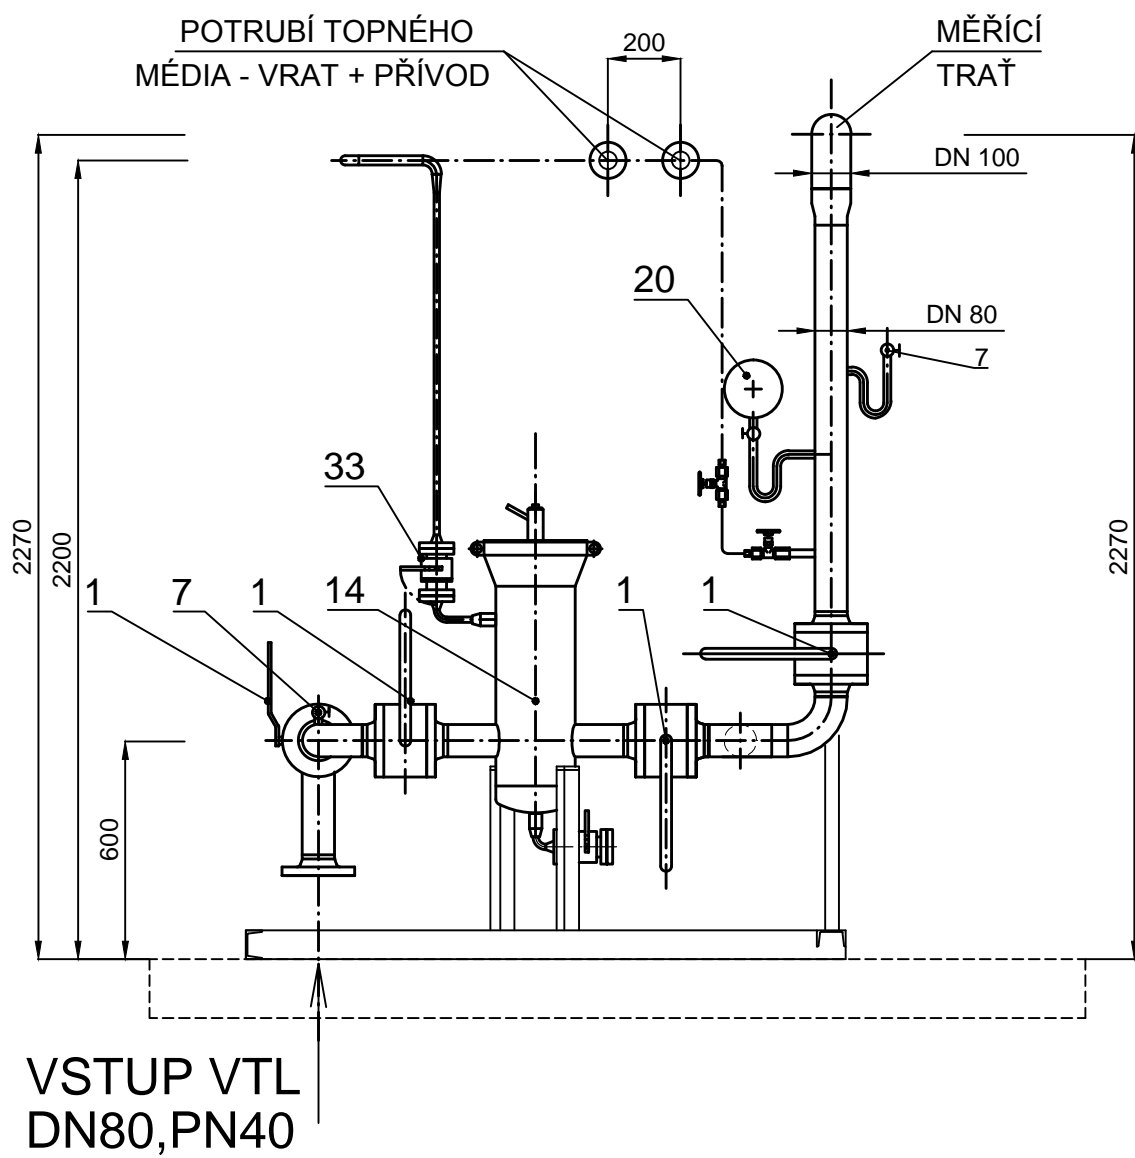 POTRUBÍ TOPNÉHO
MÉDIA - VRAT + PŘÍVOD
200
MĚŘÍCÍ
TRAŤ
DN 100
20
DN 80
7
33
2270
2200
2270
1
7
1
14
1
1
600
VSTUP VTL
DN80,PN40